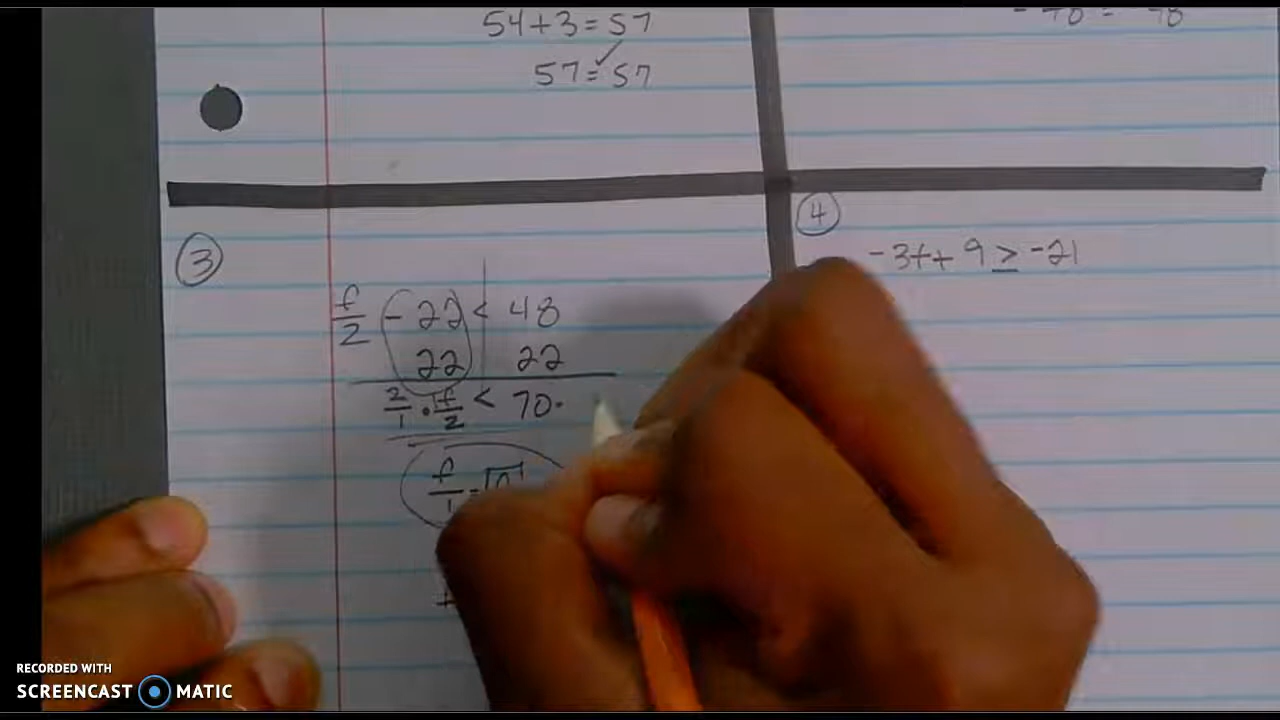 54+3=57
57=57
③
f/2 -22 < 48
22 22
2/1 · f/2 < 70·
f/1
④
-3f+ 9 ≥ -21
RECORDED WITH
SCREENCAST MATIC